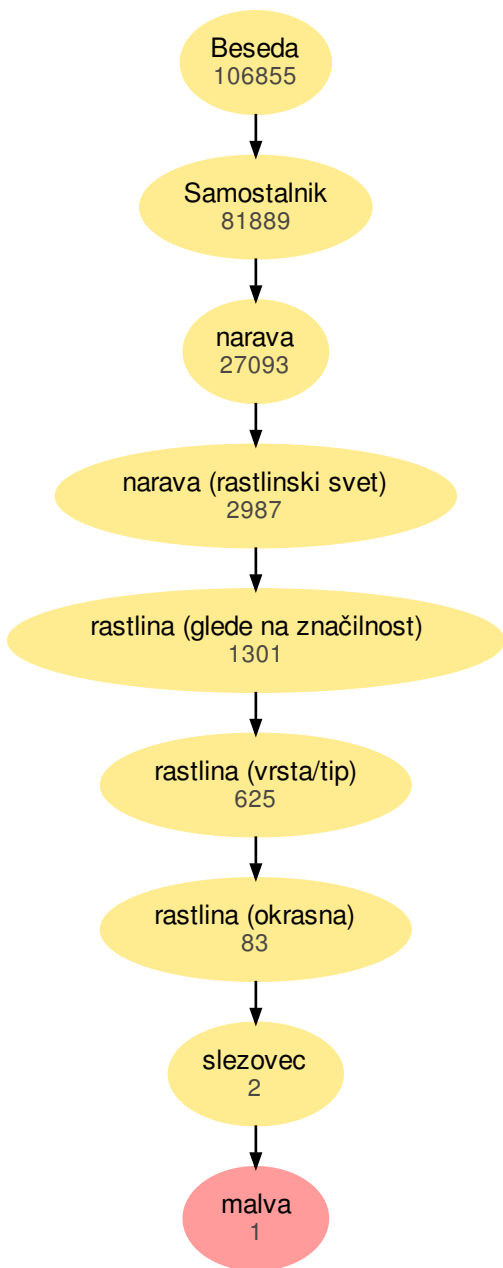 Beseda
106855
Samostalnik
81889
narava
27093
narava (rastlinski svet)
2987
rastlina (glede na značilnost)
1301
rastlina (vrsta/tip)
625
rastlina (okrasna)
83
slezovec
2
malva
1